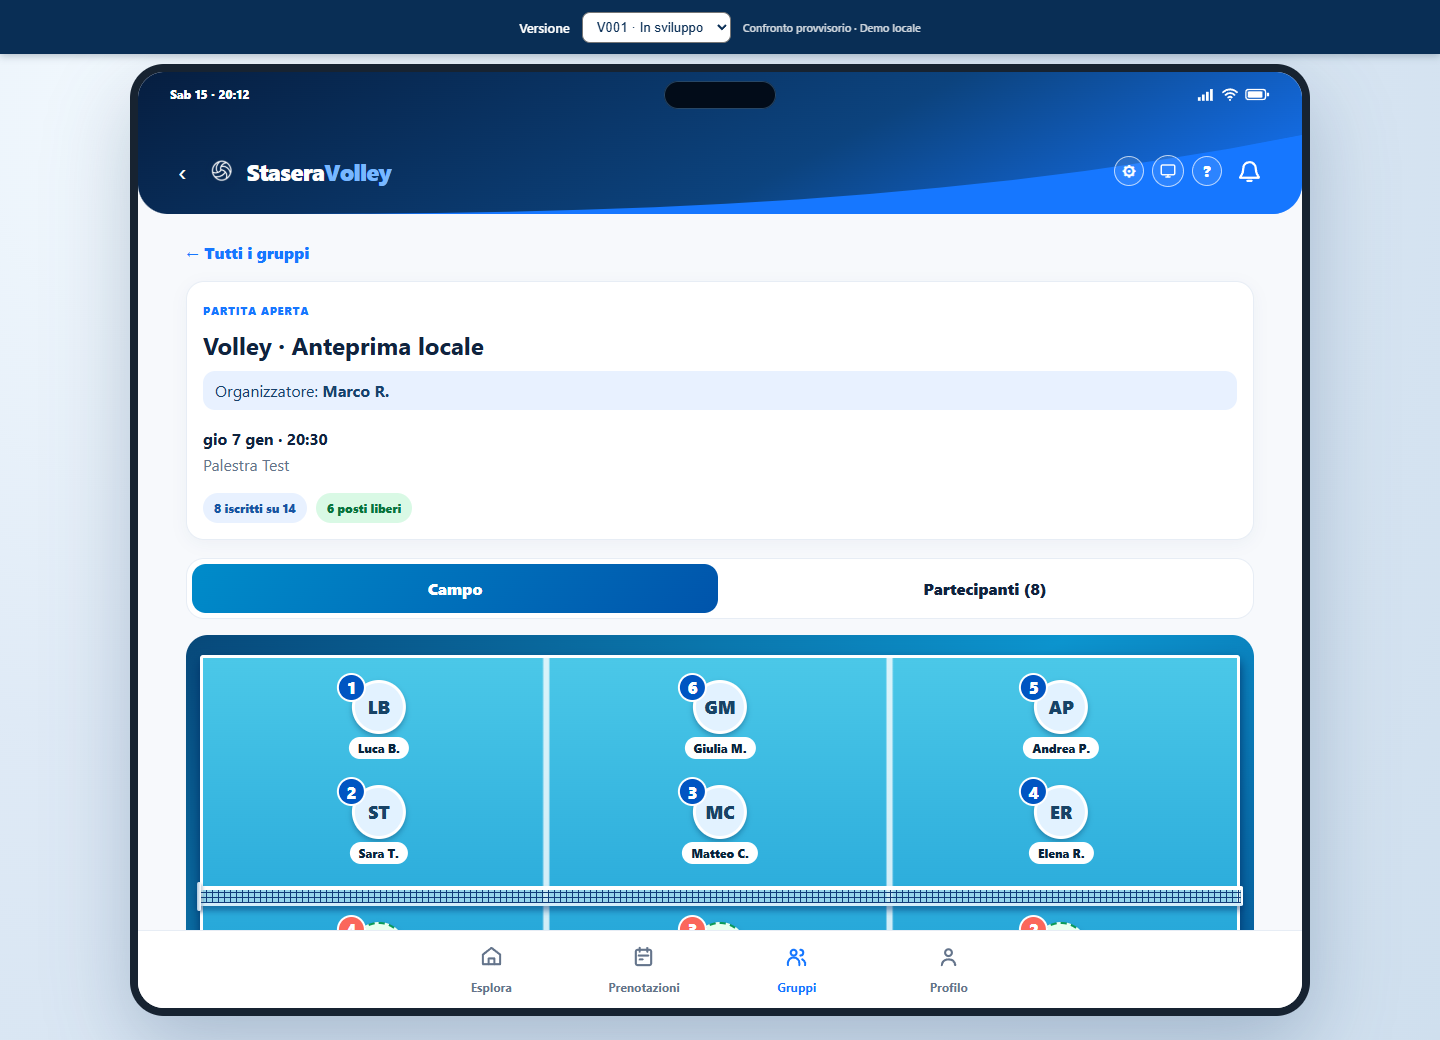 Versione V001 · In sviluppo Confronto provvisorio · Demo locale
Sab 15 · 20:12
‹ StaseraVolley ?
← Tutti i gruppi
PARTITA APERTA
Volley · Anteprima locale
Organizzatore: Marco R.
gio 7 gen · 20:30
Palestra Test
8 iscritti su 14 6 posti liberi
Campo Partecipanti (8)
1 6 5
LB GM AP
Luca B. Giulia M. Andrea P.
2 3 4
ST MC ER
Sara T. Matteo C. Elena R.
4 3 2
Esplora Prenotazioni Gruppi Profilo